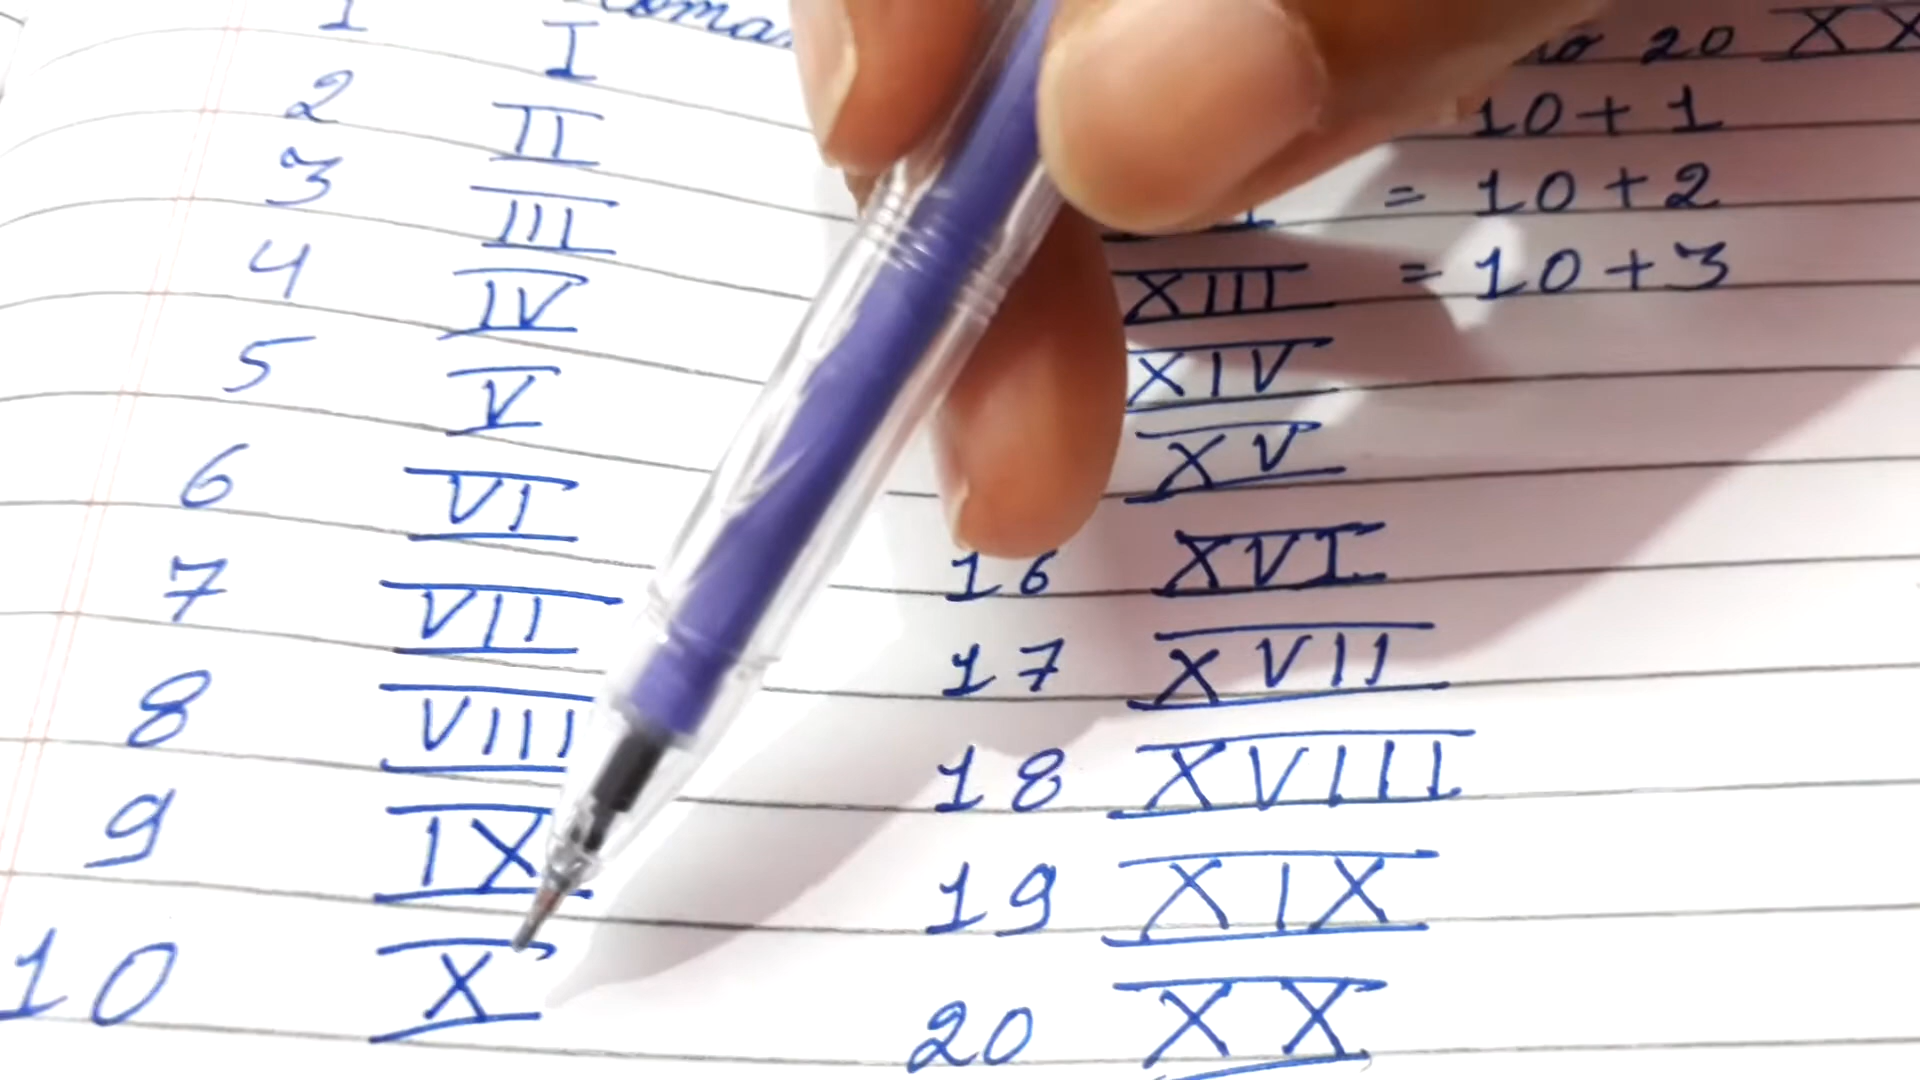 Roma
1 I
2 II
3 III
4 IV
5 V
6 VI
7 VII
8 VIII
9 IX
10 X
20 XX
10 + 1
= 10 + 2
XIII = 10 + 3
XIV
XV
16 XVI
17 XVII
18 XVIII
19 XIX
20 XX